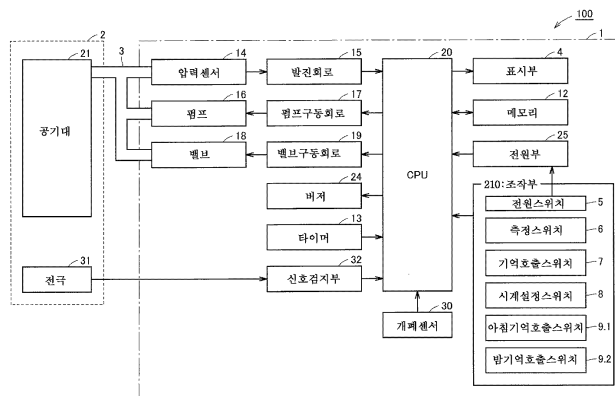 100
2
1
21
3
14
15
20
4
압력센서
발진회로
표시부
16
17
12
공기대
펌프
펌프구동회로
메모리
18
19
25
밸브
밸브구동회로
CPU
전원부
24
210:조작부
버저
전원스위치
5
13
측정스위치
6
타이머
31
32
기억호출스위치
7
전극
신호검지부
시계설정스위치
8
30
개폐센서
아침기억호출스위치
9.1
밤기억호출스위치
9.2